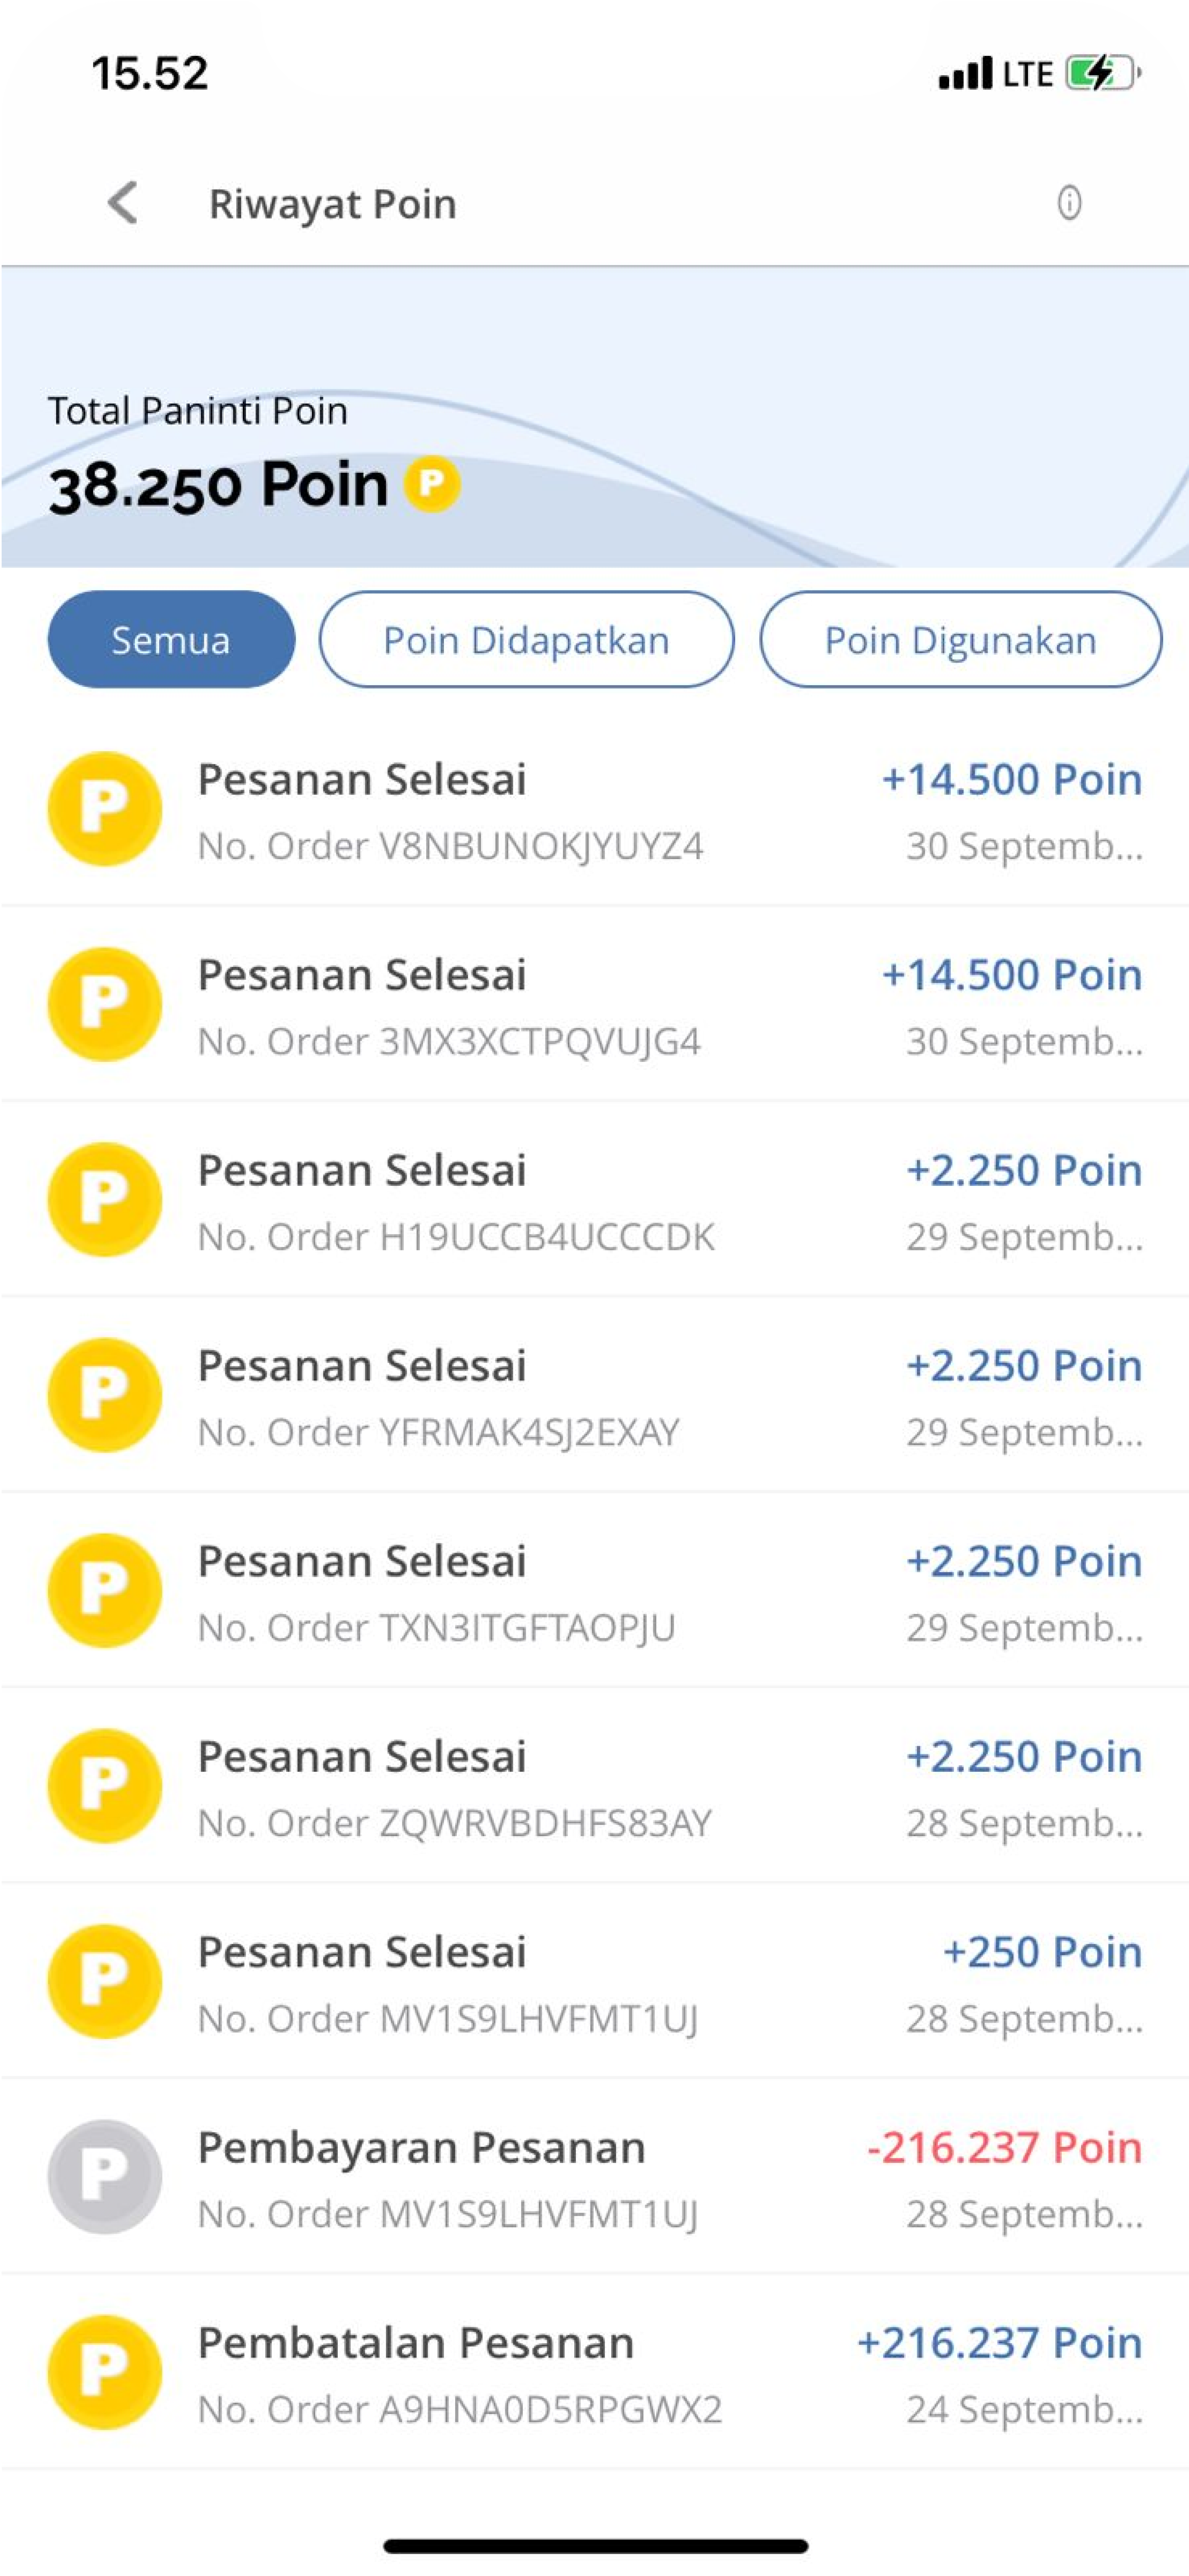 15.52
LTE
Riwayat Poin
Total Paninti Poin
38.250 Poin P
Semua Poin Didapatkan Poin Digunakan
P Pesanan Selesai +14.500 Poin
No. Order V8NBUNOKJYUYZ4 30 Septemb...
P Pesanan Selesai +14.500 Poin
No. Order 3MX3XCTPQVUJG4 30 Septemb...
P Pesanan Selesai +2.250 Poin
No. Order H19UCCB4UCCCDK 29 Septemb...
P Pesanan Selesai +2.250 Poin
No. Order YFRMAK4SJ2EXAY 29 Septemb...
P Pesanan Selesai +2.250 Poin
No. Order TXN3ITGFTAOPJU 29 Septemb...
P Pesanan Selesai +2.250 Poin
No. Order ZQWRVBDHFS83AY 28 Septemb...
P Pesanan Selesai +250 Poin
No. Order MV1S9LHVFMT1UJ 28 Septemb...
P Pembayaran Pesanan -216.237 Poin
No. Order MV1S9LHVFMT1UJ 28 Septemb...
P Pembatalan Pesanan +216.237 Poin
No. Order A9HNA0D5RPGWX2 24 Septemb...